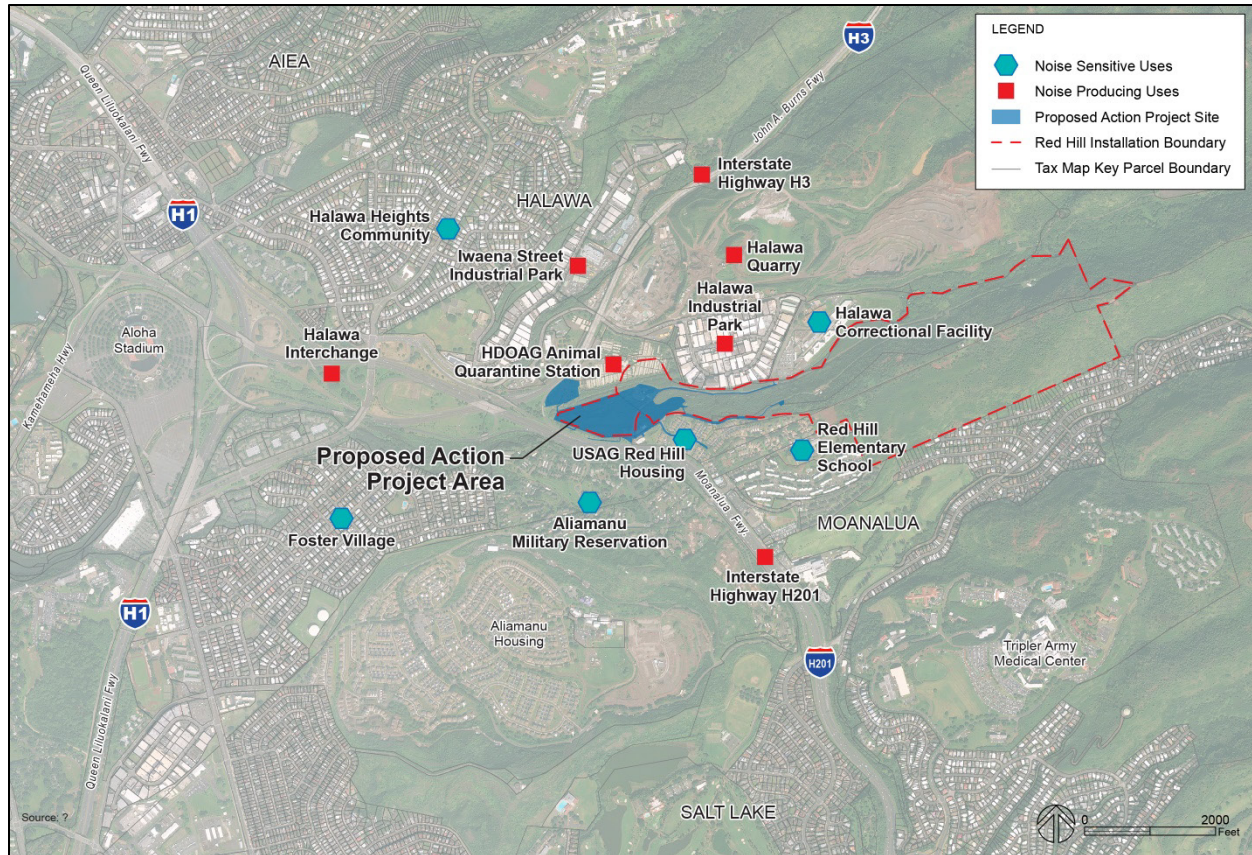 H3
LEGEND
Noise Sensitive Uses
Noise Producing Uses
Proposed Action Project Site
Red Hill Installation Boundary
Tax Map Key Parcel Boundary
AIEA
Queen Liliuokalani Fwy
John A. Burns Fwy
Interstate
Highway H3
H1
HALAWA
Halawa Heights
Community
Iwaena Street
Industrial Park
Halawa
Quarry
Halawa
Industrial
Park
Halawa
Correctional Facility
Aloha
Stadium
Kamehameha Hwy
Halawa
Interchange
HDOAG Animal
Quarantine Station
Proposed Action
Project Area
USAG Red Hill
Housing
Red Hill
Elementary
School
Moanalua Fwy.
MOANALUA
Foster Village
Aliamanu
Military Reservation
Interstate
Highway H201
H1
Aliamanu
Housing
H201
Tripler Army
Medical Center
Queen Liliuokalani Fwy
SALT LAKE
Source; ?
0 2000
Feet